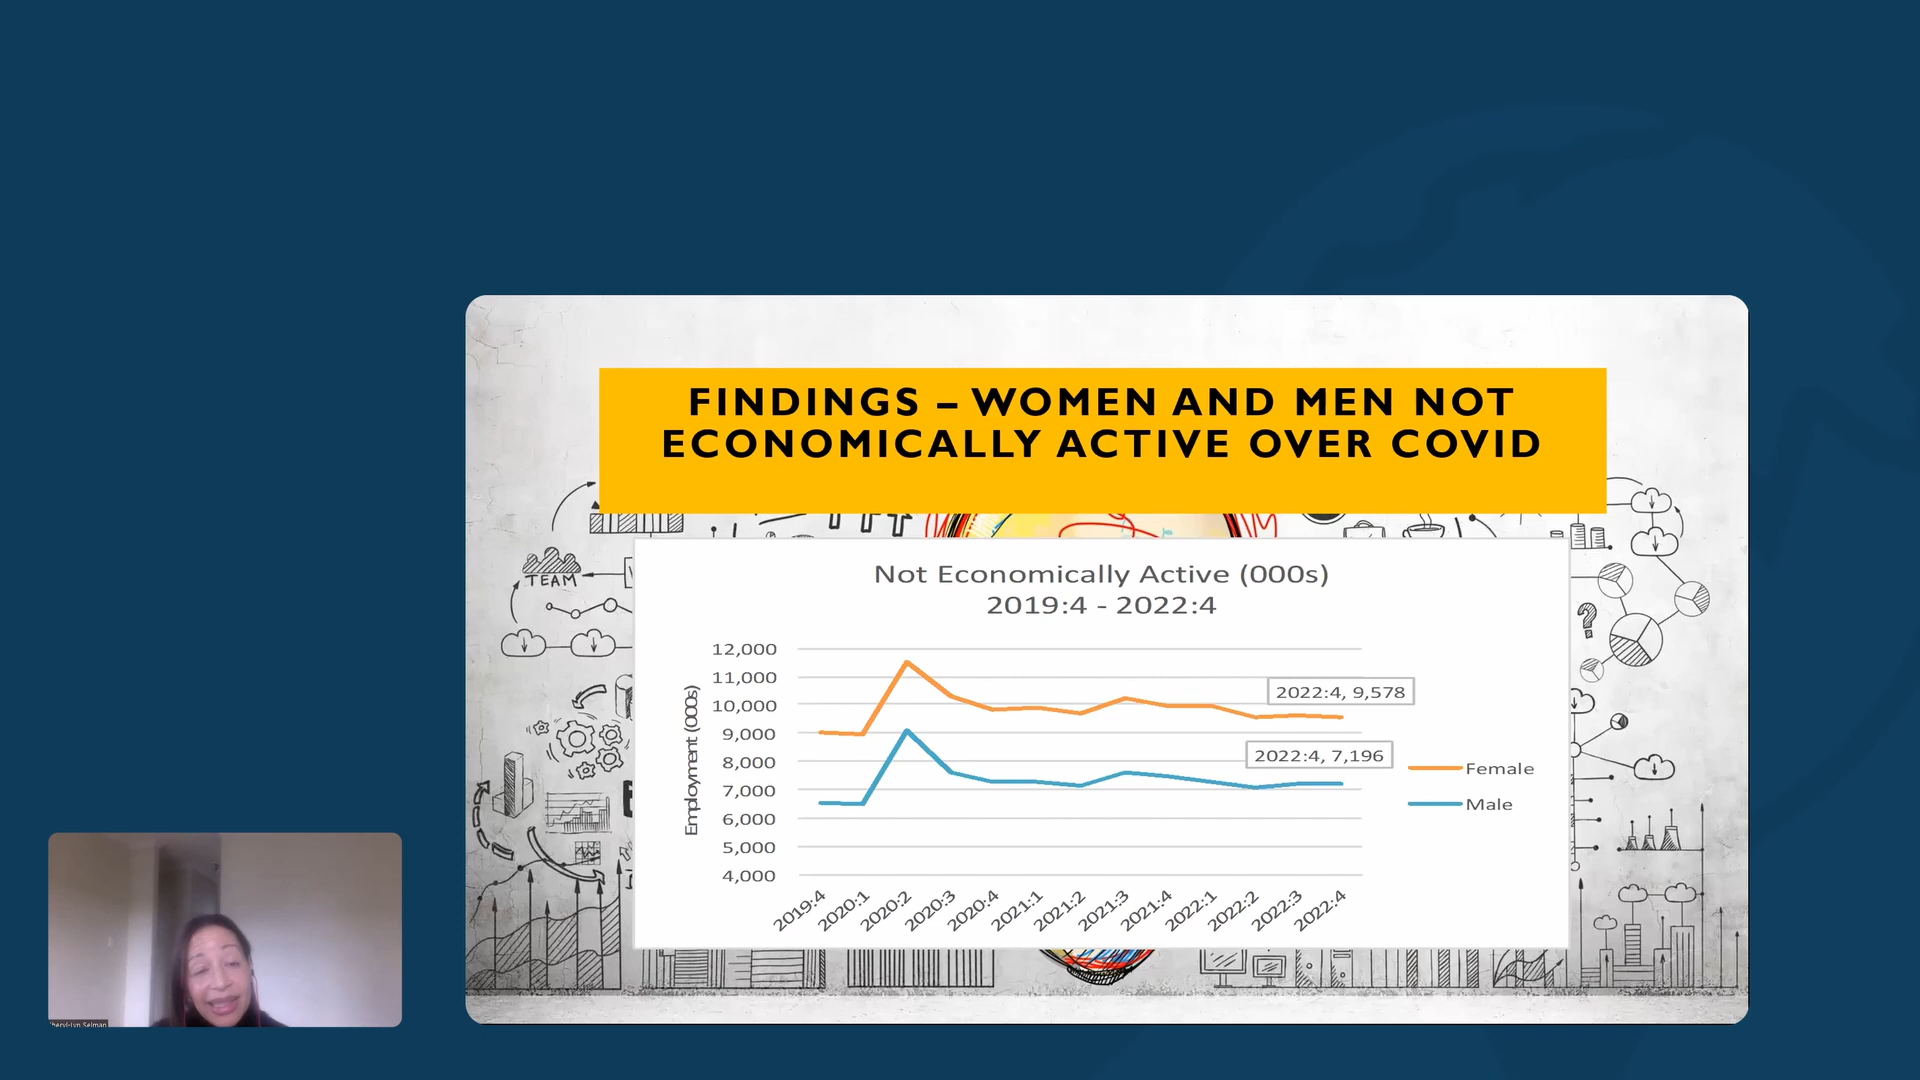 FINDINGS – WOMEN AND MEN NOT
ECONOMICALLY ACTIVE OVER COVID
TEAM
Not Economically Active (000s)
2019:4 - 2022:4
Employment (000s)
12,000
11,000
10,000
9,000
8,000
7,000
6,000
5,000
4,000
2022:4, 9,578
2022:4, 7,196
Female
Male
2019:4
2020:1
2020:2
2020:3
2020:4
2021:1
2021:2
2021:3
2021:4
2022:1
2022:2
2022:3
2022:4
?
Selman